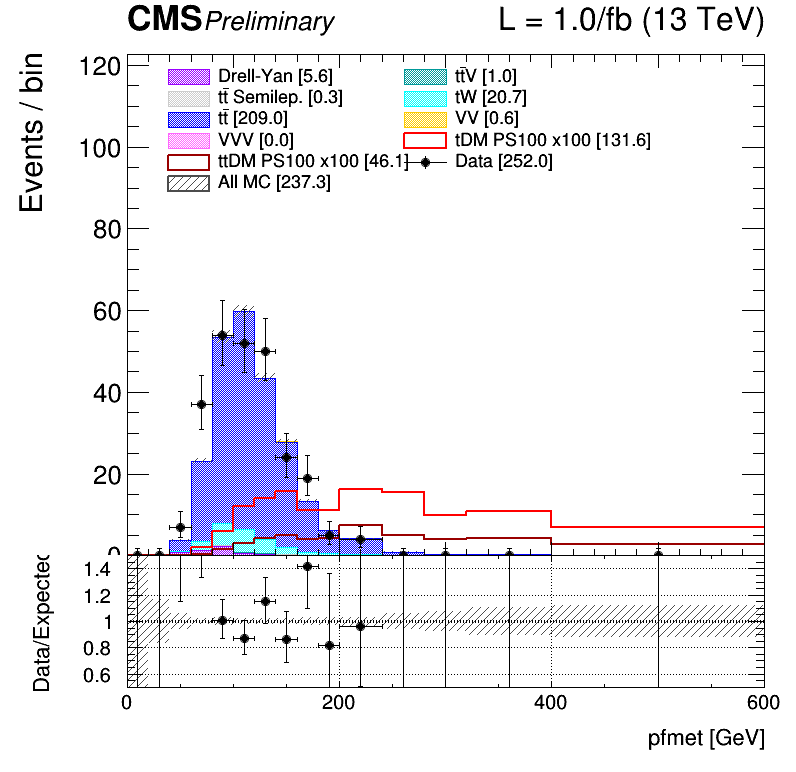 CMS Preliminary L = 1.0/fb (13 TeV)
Events / bin
120
100
80
60
40
20
0
Drell-Yan [5.6]
tt̄ Semilep. [0.3]
tt̄ [209.0]
VVV [0.0]
ttDM PS100 x100 [46.1]
All MC [237.3]
tt̄V [1.0]
tW [20.7]
VV [0.6]
tDM PS100 x100 [131.6]
Data [252.0]
Data/Expected
1.4
1.2
1
0.8
0.6
0 200 400 600
pfmet [GeV]